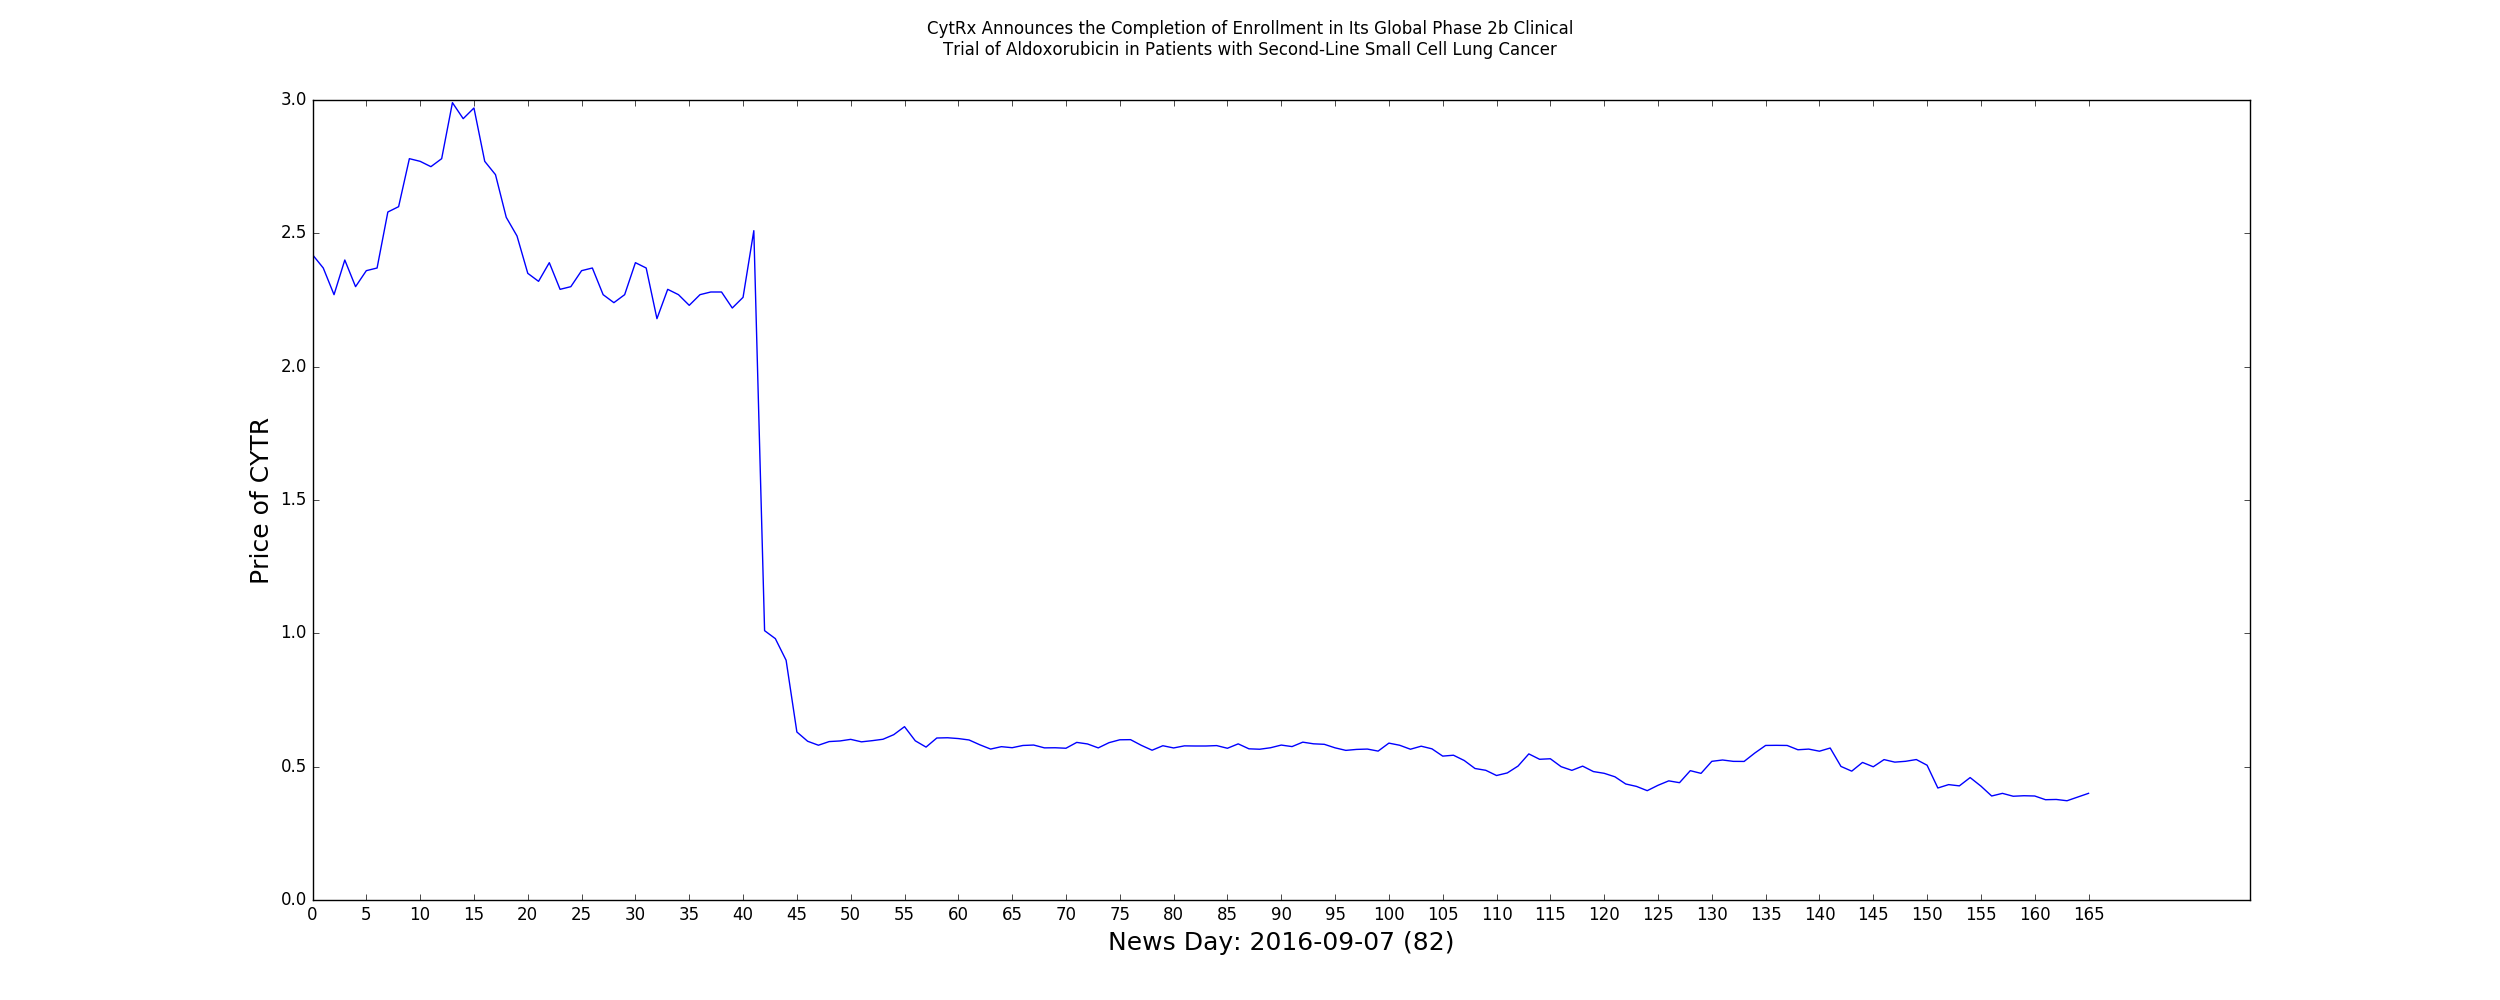 CytRx Announces the Completion of Enrollment in Its Global Phase 2b Clinical
Trial of Aldoxorubicin in Patients with Second-Line Small Cell Lung Cancer
3.0
2.5
2.0
1.5
1.0
0.5
0.0
Price of CYTR
0 5 10 15 20 25 30 35 40 45 50 55 60 65 70 75 80 85 90 95 100 105 110 115 120 125 130 135 140 145 150 155 160 165
News Day: 2016-09-07 (82)